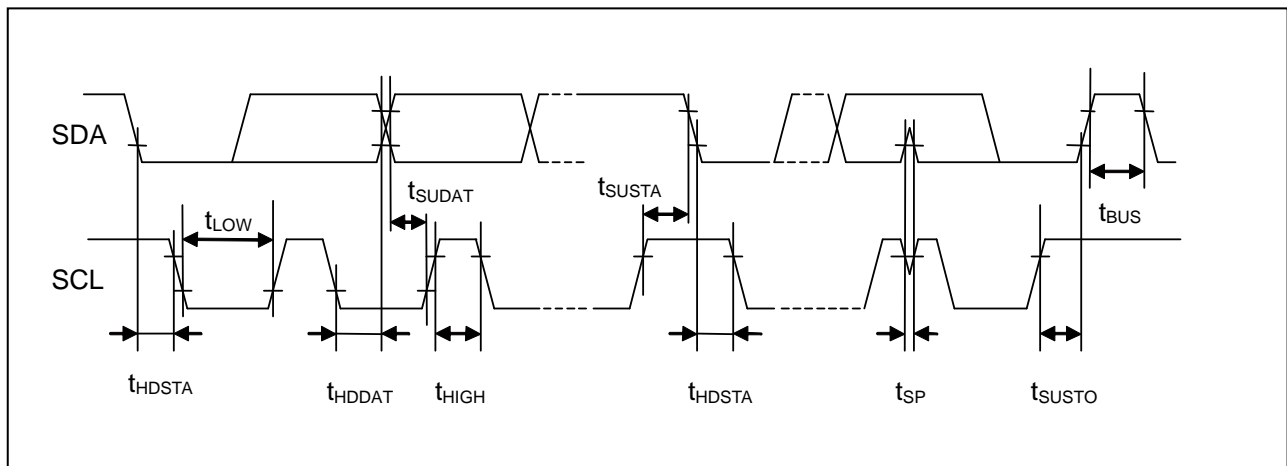 SDA
tSUDAT
tSUSTA
tLOW
tBUS
SCL
tHDSTA
tHDDAT
tHIGH
tHDSTA
tSP
tSUSTO